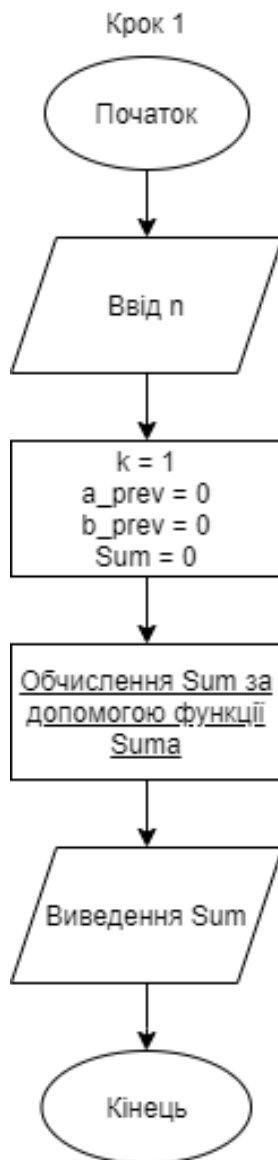 Крок 1
Початок
Ввід n
k = 1
a_prev = 0
b_prev = 0
Sum = 0
Обчислення Sum за
допомогою функції
Suma
Виведення Sum
Кінець